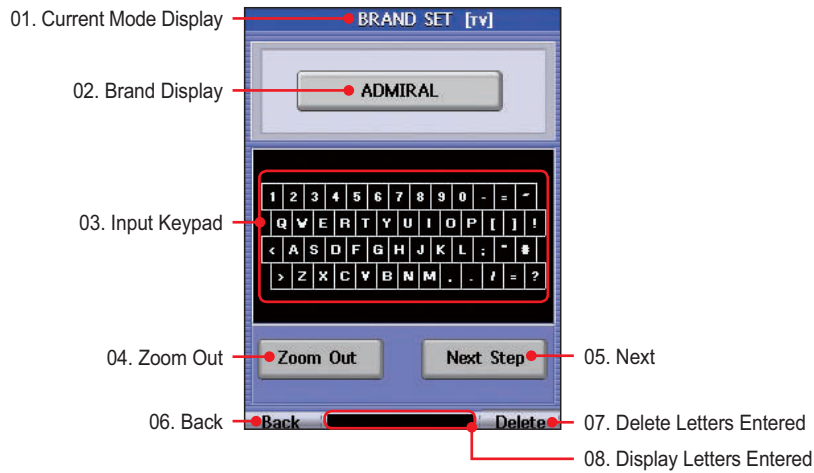 01. Current Mode Display
BRAND SET [TV]
02. Brand Display
ADMIRAL
03. Input Keypad
1 2 3 4 5 6 7 8 9 0 - = ~
Q W E R T Y U I O P [ ] !
< A S D F G H J K L ; " #
> Z X C V B N M . . / = ?
04. Zoom Out
Zoom Out
Next Step
05. Next
06. Back
Back
Delete
07. Delete Letters Entered
08. Display Letters Entered